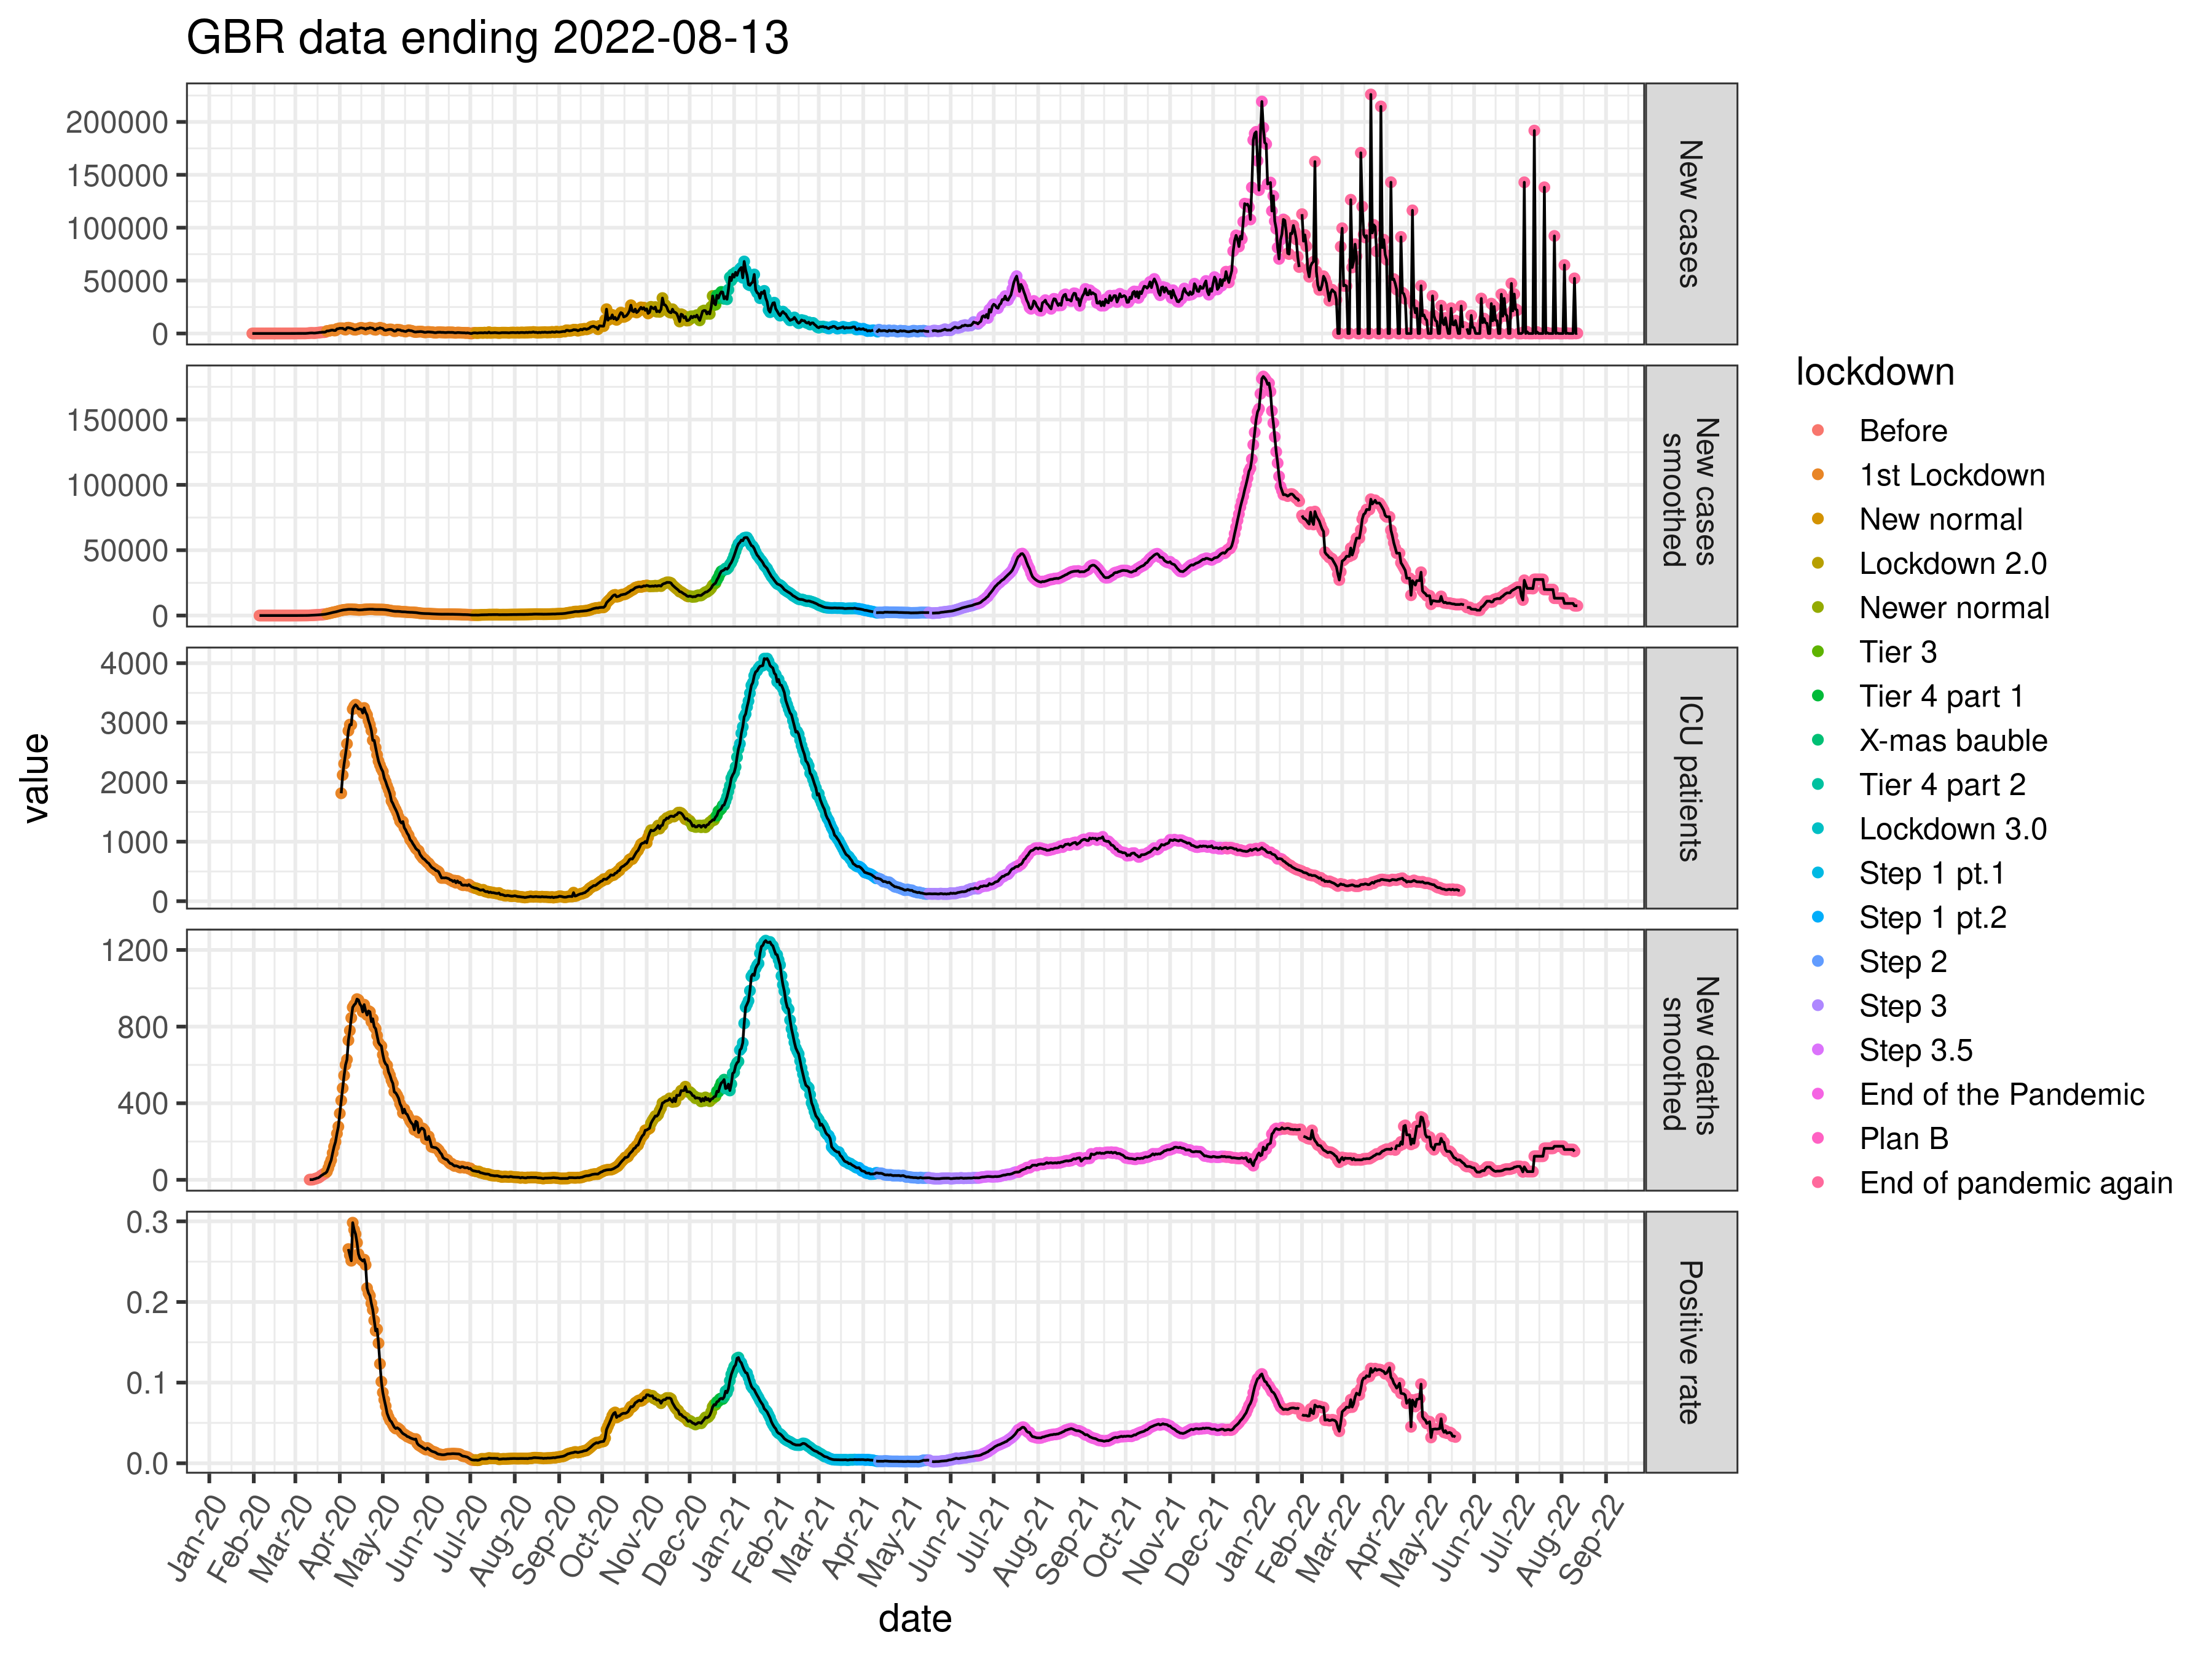 GBR data ending 2022-08-13
200000
150000
100000
50000
0
New cases
150000
100000
50000
0
New cases
smoothed
4000
3000
2000
1000
0
ICU patients
1200
800
400
0
New deaths
smoothed
0.3
0.2
0.1
0.0
Positive rate
value
Jan-20
Feb-20
Mar-20
Apr-20
May-20
Jun-20
Jul-20
Aug-20
Sep-20
Oct-20
Nov-20
Dec-20
Jan-21
Feb-21
Mar-21
Apr-21
May-21
Jun-21
Jul-21
Aug-21
Sep-21
Oct-21
Nov-21
Dec-21
Jan-22
Feb-22
Mar-22
Apr-22
May-22
Jun-22
Jul-22
Aug-22
Sep-22
date
lockdown
Before
1st Lockdown
New normal
Lockdown 2.0
Newer normal
Tier 3
Tier 4 part 1
X-mas bauble
Tier 4 part 2
Lockdown 3.0
Step 1 pt.1
Step 1 pt.2
Step 2
Step 3
Step 3.5
End of the Pandemic
Plan B
End of pandemic again